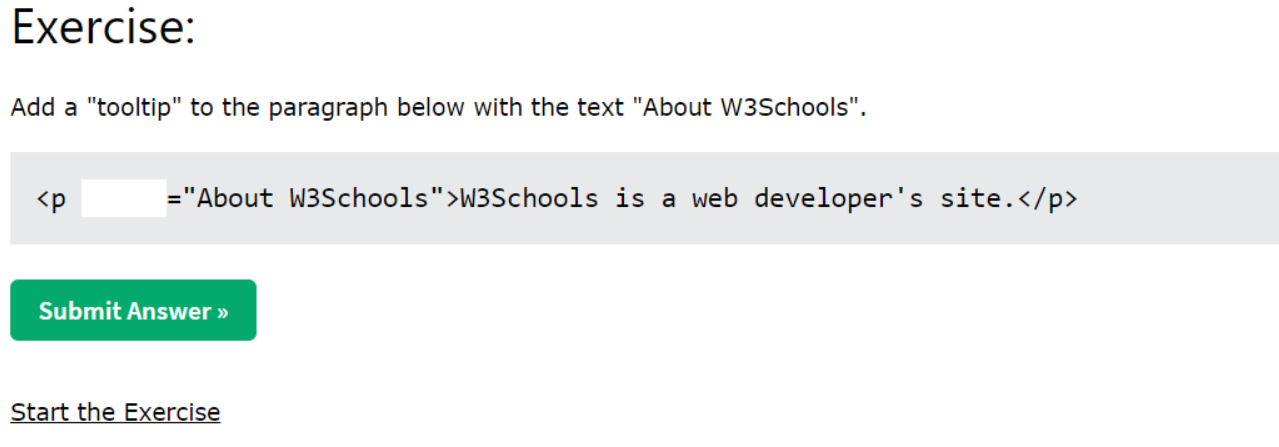 Exercise:
Add a "tooltip" to the paragraph below with the text "About W3Schools".
<p ="About W3Schools">W3Schools is a web developer's site.</p>
Submit Answer »
Start the Exercise